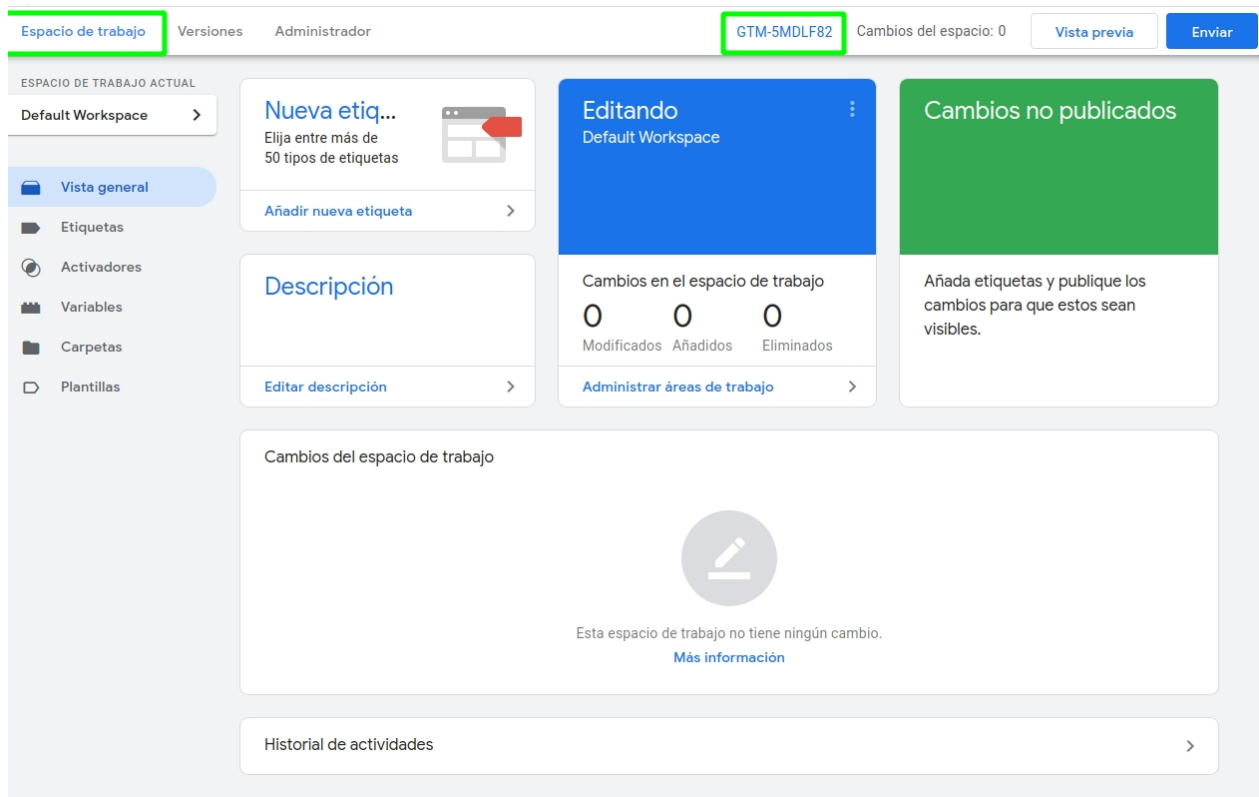 Espacio de trabajo
Versiones
Administrador
GTM-5MDLF82
Cambios del espacio: 0
Vista previa
Enviar
ESPACIO DE TRABAJO ACTUAL
Default Workspace
Vista general
Etiquetas
Activadores
Variables
Carpetas
Plantillas
Nueva etiq...
Elija entre más de
50 tipos de etiquetas
Añadir nueva etiqueta
Descripción
Editar descripción
Editando
Default Workspace
Cambios en el espacio de trabajo
0 0 0
Modificados Añadidos Eliminados
Administrar áreas de trabajo
Cambios no publicados
Añada etiquetas y publique los
cambios para que estos sean
visibles.
Cambios del espacio de trabajo
Esta espacio de trabajo no tiene ningún cambio.
Más información
Historial de actividades